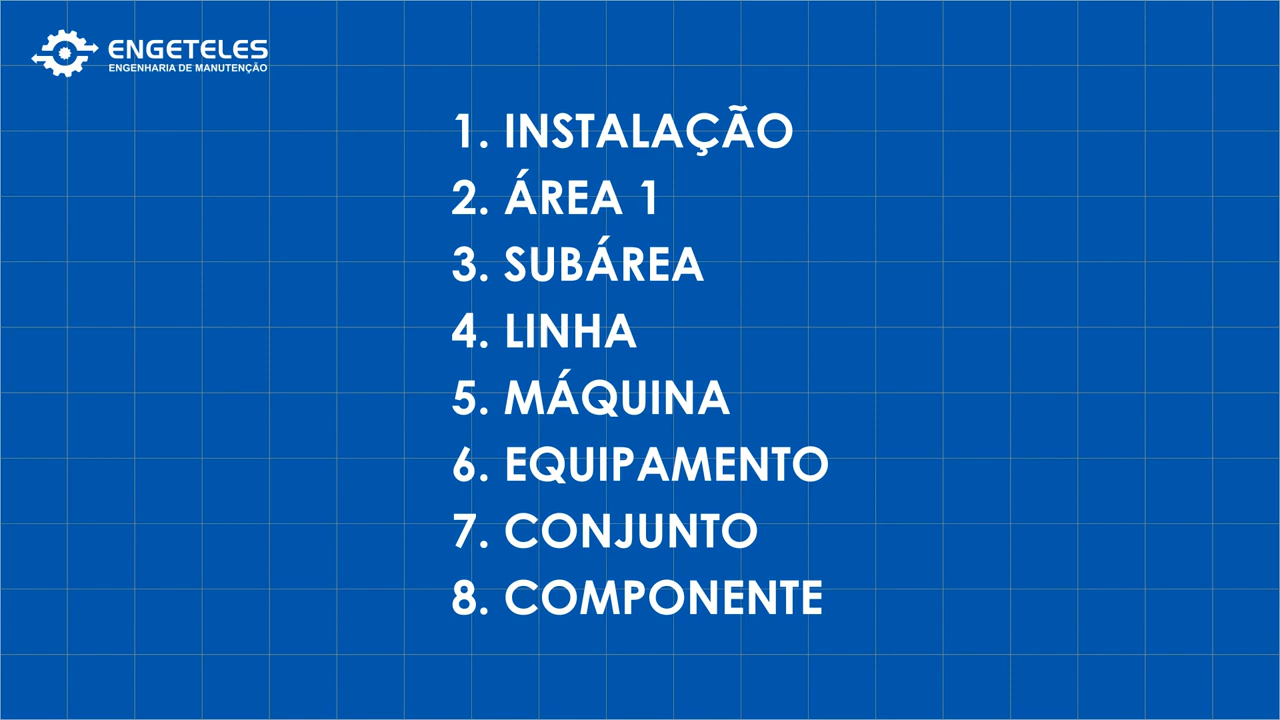 ENGETELES
ENGENHARIA DE MANUTENÇÃO
1. INSTALAÇÃO
2. ÁREA 1
3. SUBÁREA
4. LINHA
5. MÁQUINA
6. EQUIPAMENTO
7. CONJUNTO
8. COMPONENTE